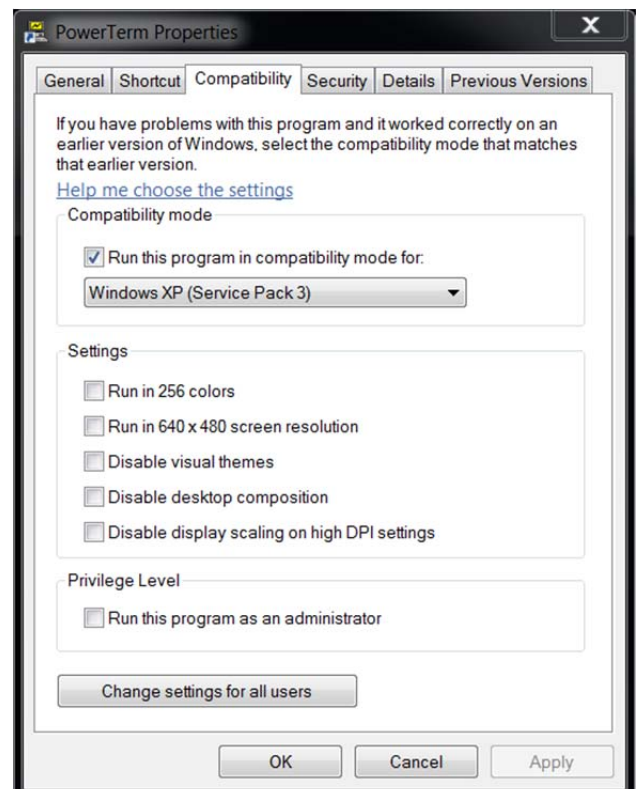 PowerTerm Properties
X
General Shortcut Compatibility Security Details Previous Versions
If you have problems with this program and it worked correctly on an
earlier version of Windows, select the compatibility mode that matches
that earlier version.
Help me choose the settings
Compatibility mode
Run this program in compatibility mode for:
Windows XP (Service Pack 3)
Settings
Run in 256 colors
Run in 640 x 480 screen resolution
Disable visual themes
Disable desktop composition
Disable display scaling on high DPI settings
Privilege Level
Run this program as an administrator
Change settings for all users
OK Cancel Apply